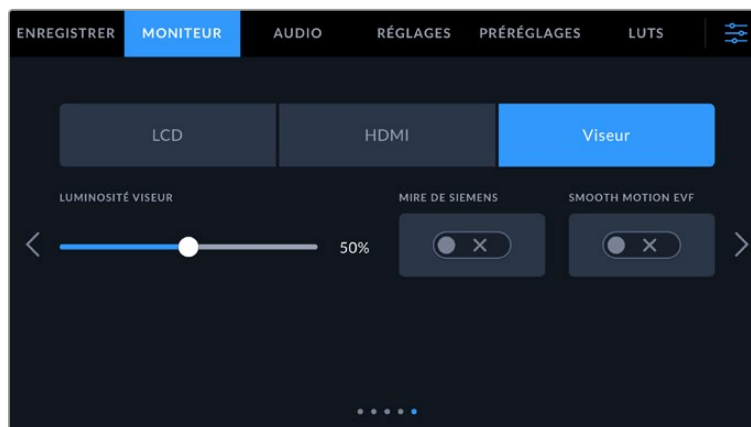 ENREGISTRER MONITEUR AUDIO RÉGLAGES PRÉRÉGLAGES LUTS
LCD HDMI Viseur
LUMINOSITÉ VISEUR MIRE DE SIEMENS SMOOTH MOTION EVF
50%